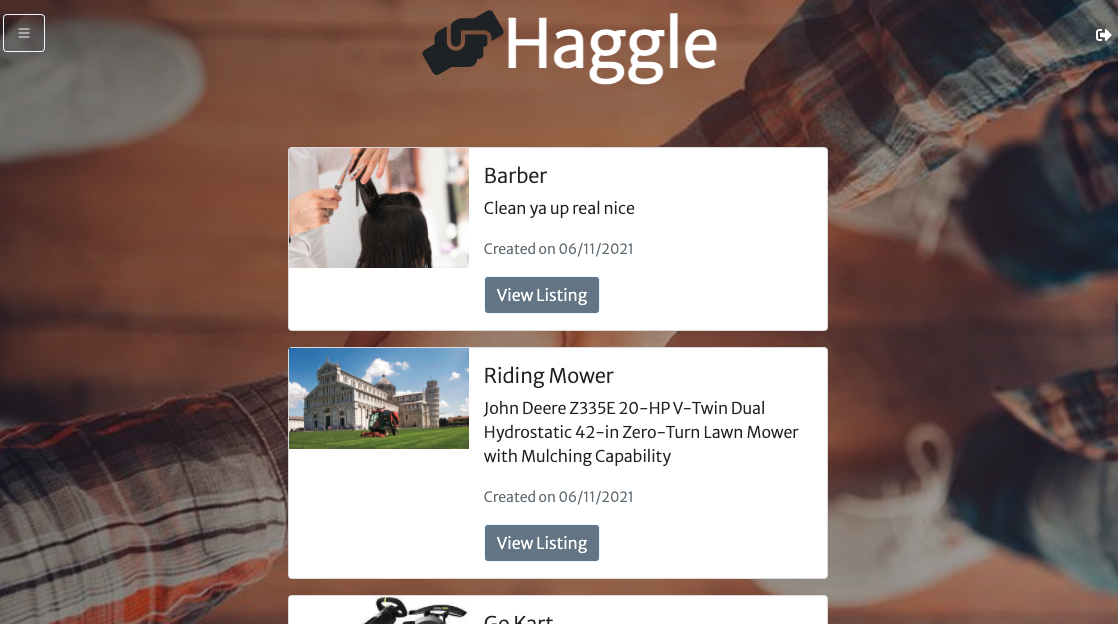 Haggle
Barber
Clean ya up real nice
Created on 06/11/2021
View Listing
Riding Mower
John Deere Z335E 20-HP V-Twin Dual
Hydrostatic 42-in Zero-Turn Lawn Mower
with Mulching Capability
Created on 06/11/2021
View Listing
Go Kart